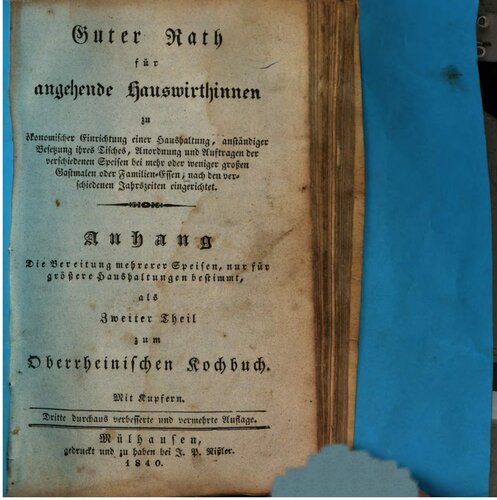 Guter Rath
für
angehende Hauswirthinnen
zu
ökonomischer Einrichtung einer Haushaltung, anständiger
Besetzung ihres Tisches, Anordnung und Auftragen der
verschiedenen Speisen bei mehr oder weniger großen
Gastmalen oder Familien-Essen, nach den ver-
schiedenen Jahrszeiten eingerichtet.
Anhang
Die Bereitung mehrerer Speisen, nur für
größere Haushaltungen bestimmt,
als
Zweiter Theil
zum
Oberrheinischen Kochbuch.
Mit Kupfern.
Dritte durchaus verbesserte und vermehrte Auflage.
Mülhausen,
gedruckt und zu haben bei J. P. Rißler.
1840.